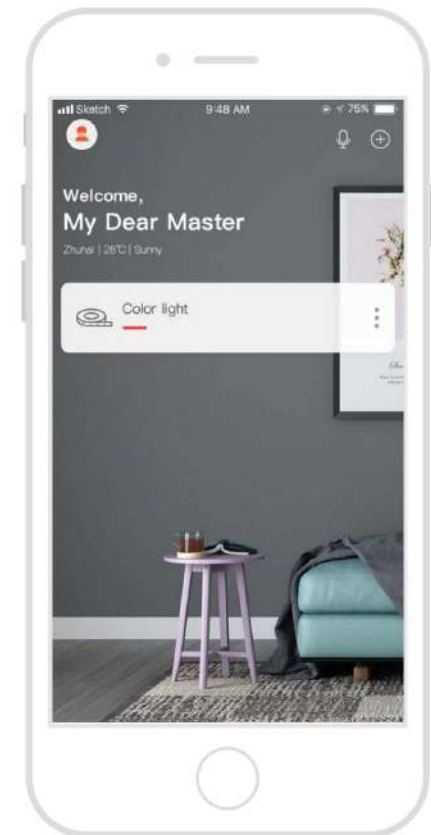 Sketch 9:48 AM 75%
Welcome,
My Dear Master
Zhuhai | 26℃ | Sunny
Color light